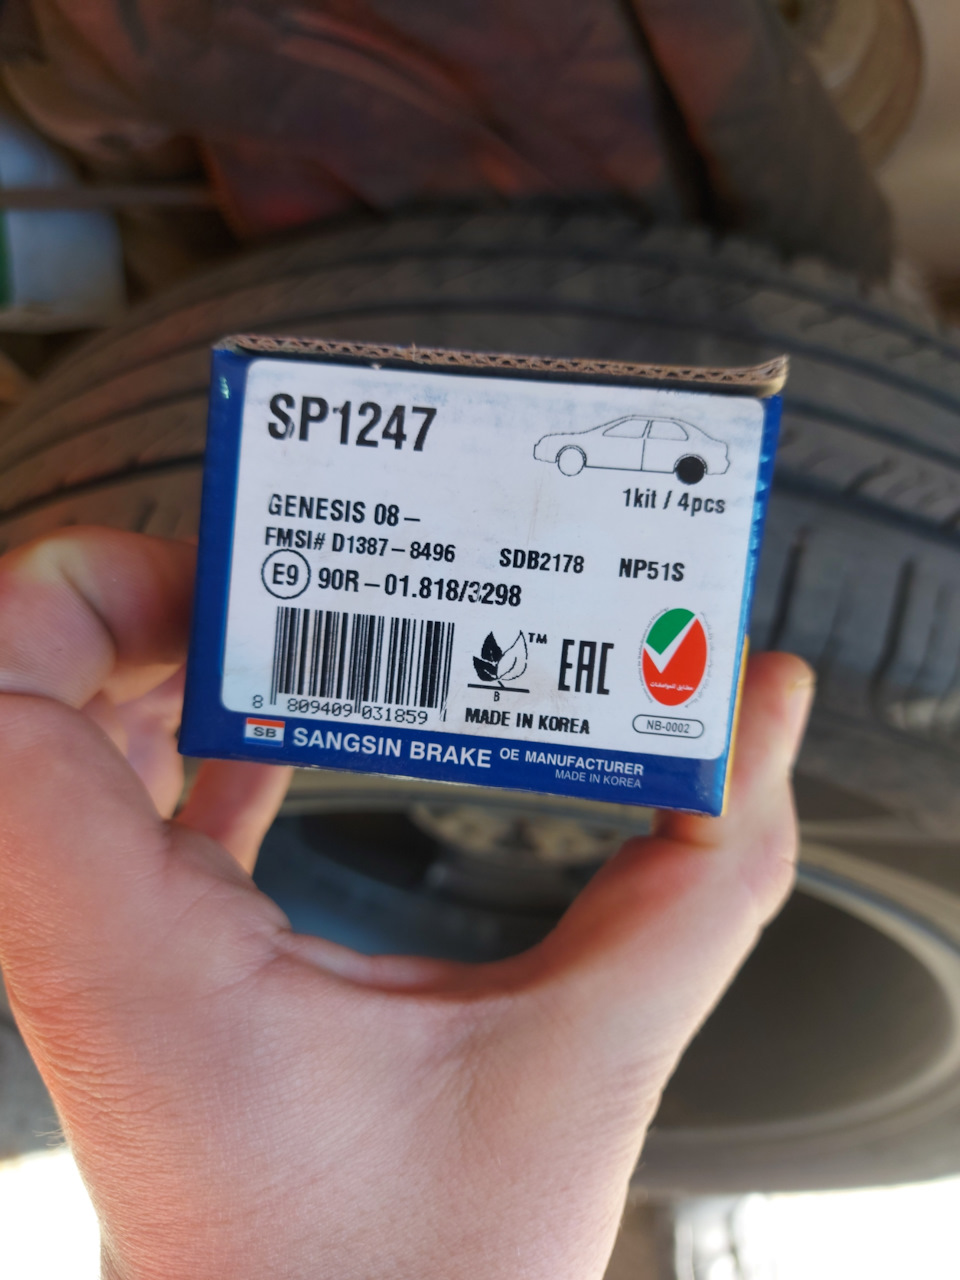 SP1247
1kit / 4pcs
GENESIS 08 –
FMSI# D1387 – 8496 SDB2178 NP51S
E9 90R – 01.818/3298
TM
EAC
B
8 809409 031859
MADE IN KOREA
NB-0002
SB SANGSIN BRAKE OE MANUFACTURER
MADE IN KOREA